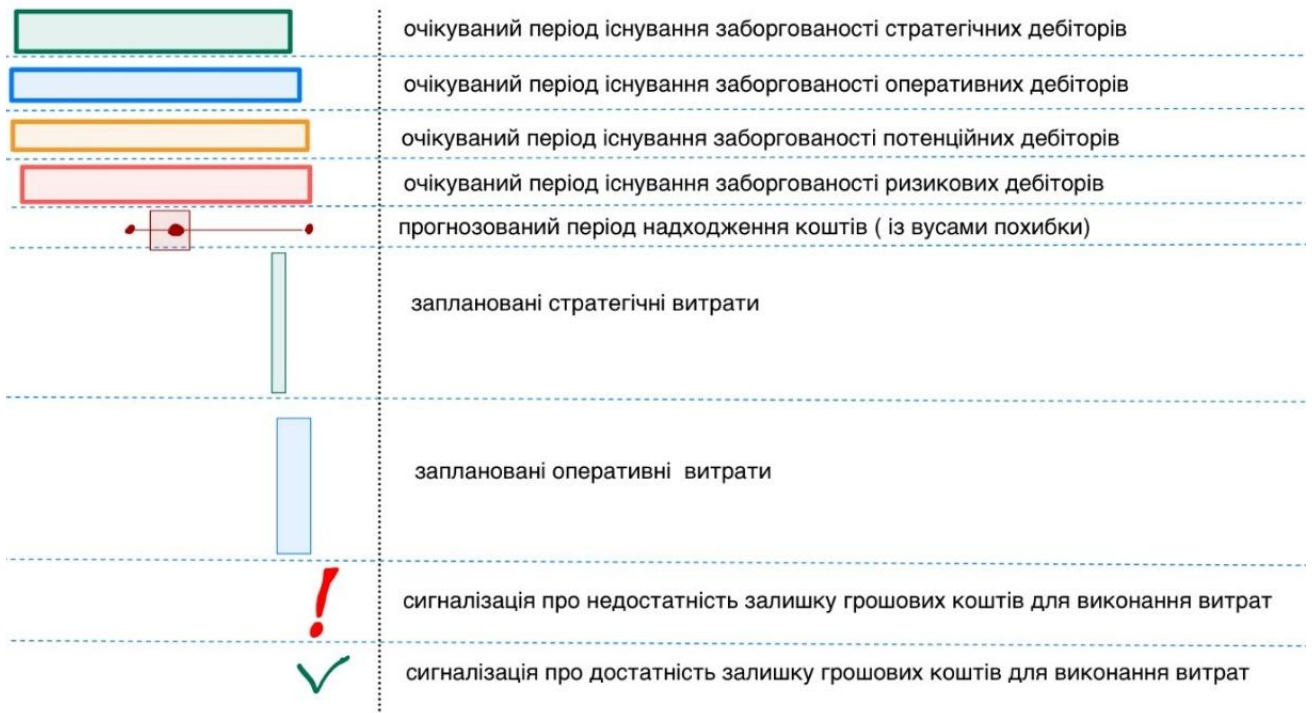 очікуваний період існування заборгованості стратегічних дебіторів
очікуваний період існування заборгованості оперативних дебіторів
очікуваний період існування заборгованості потенційних дебіторів
очікуваний період існування заборгованості ризикових дебіторів
прогнозований період надходження коштів ( із вусами похибки)
заплановані стратегічні витрати
заплановані оперативні витрати
сигналізація про недостатність залишку грошових коштів для виконання витрат
сигналізація про достатність залишку грошових коштів для виконання витрат